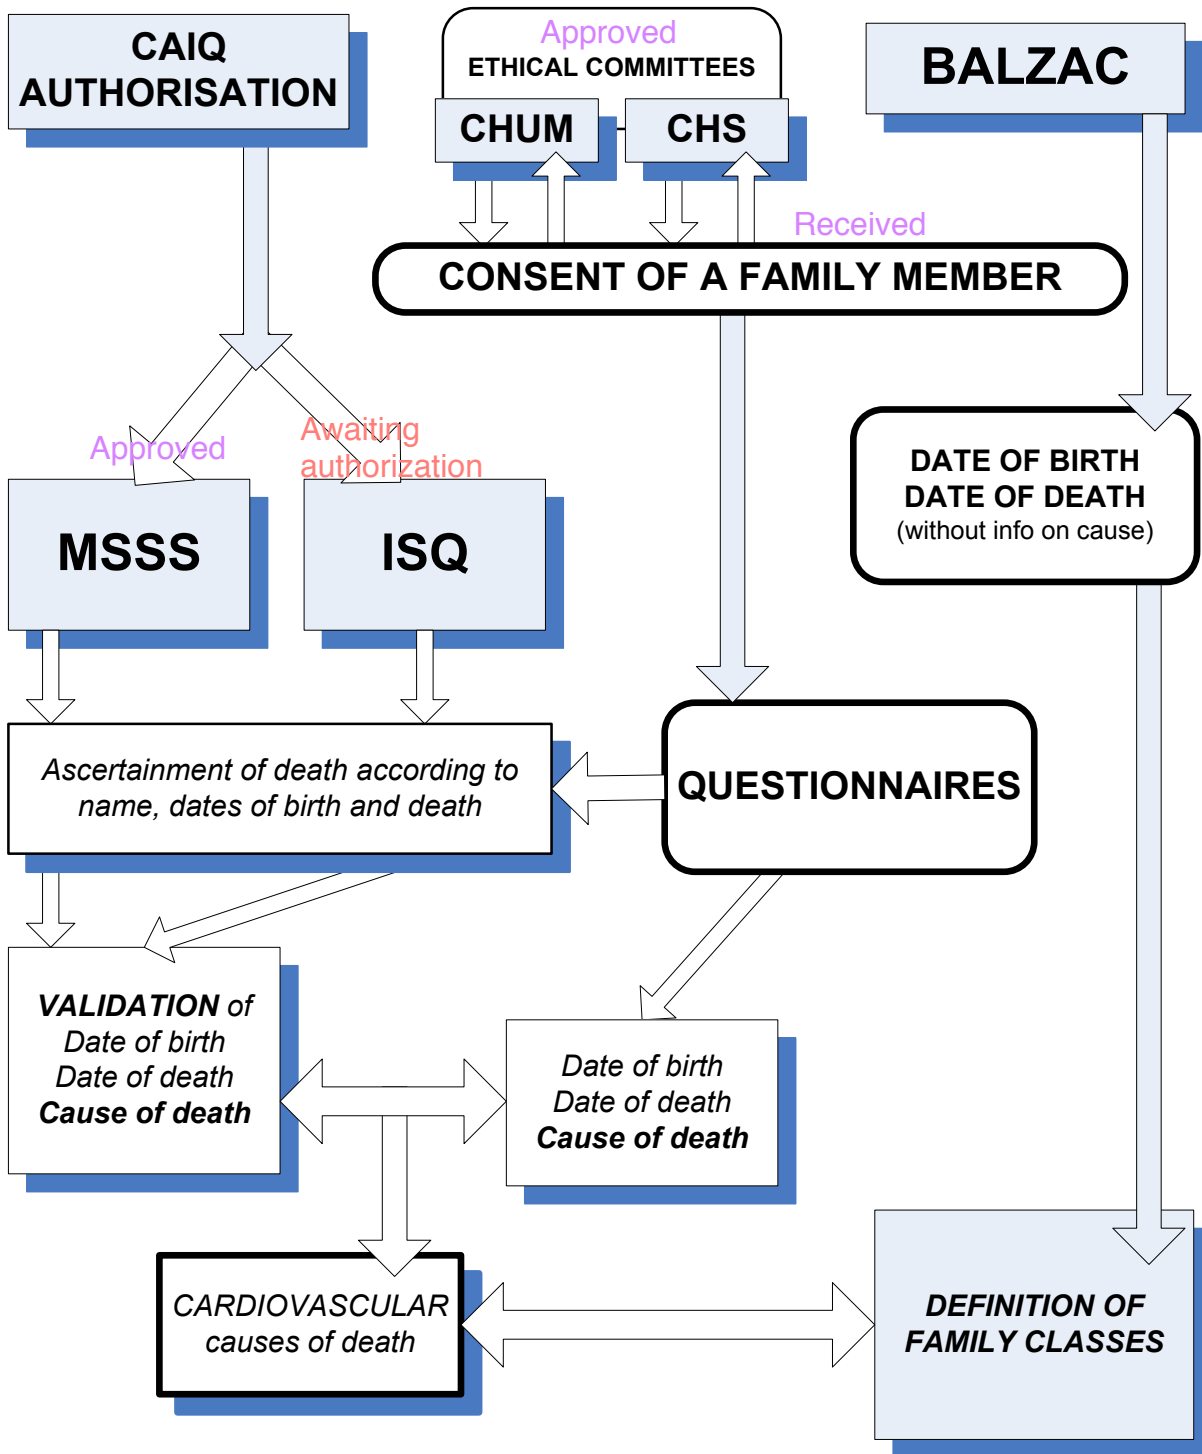 CAIQ
AUTHORISATION
Approved
ETHICAL COMMITTEES
CHUM
CHS
BALZAC
Received
CONSENT OF A FAMILY MEMBER
Approved
Awaiting
authorization
MSSS
ISQ
DATE OF BIRTH
DATE OF DEATH
(without info on cause)
Ascertainment of death according to
name, dates of birth and death
QUESTIONNAIRES
VALIDATION of
Date of birth
Date of death
Cause of death
Date of birth
Date of death
Cause of death
CARDIOVASCULAR
causes of death
DEFINITION OF
FAMILY CLASSES